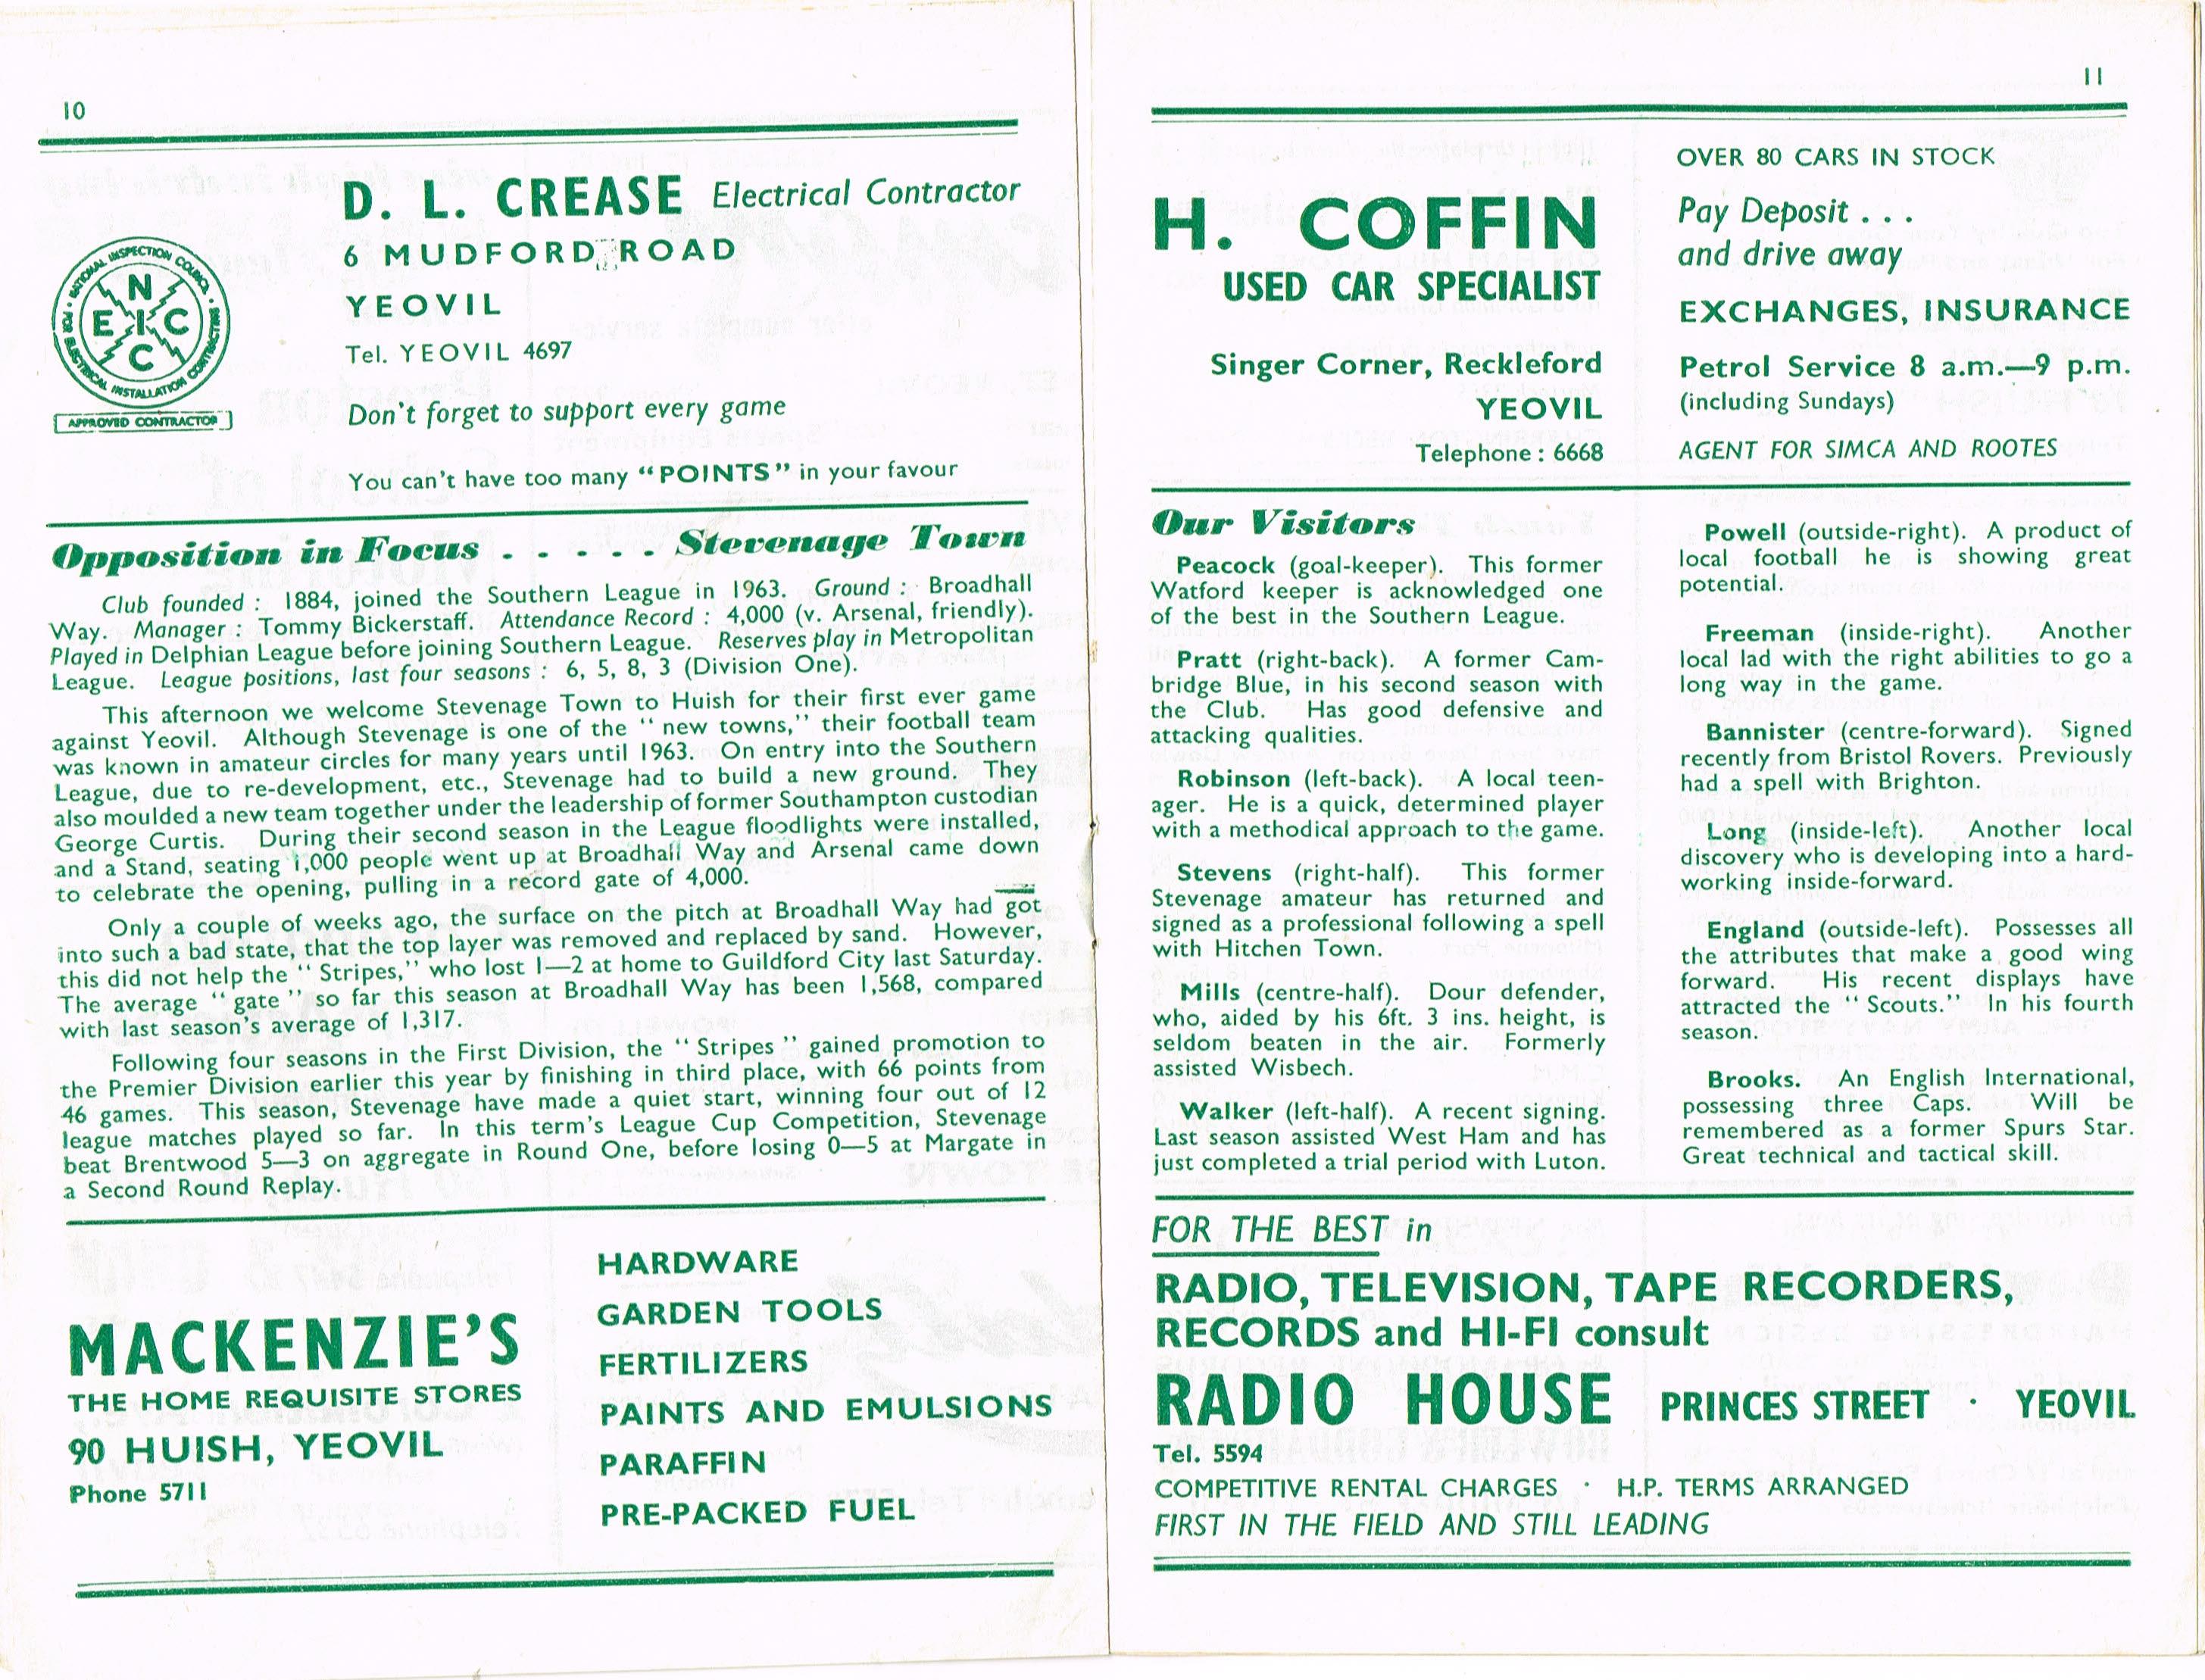 10
D. L. CREASE Electrical Contractor
6 MUDFORD ROAD
YEOVIL
Tel. YEOVIL 4697
Don't forget to support every game
You can't have too many “POINTS” in your favour
NATIONAL INSPECTION COUNCIL
FOR ELECTRICAL INSTALLATION CONTRACTING
N
E I C
C
APPROVED CONTRACTOR
Opposition in Focus . . . . . . Stevenage Town
Club founded : 1884, joined the Southern League in 1963. Ground : Broadhall
Way. Manager : Tommy Bickerstaff. Attendance Record : 4,000 (v. Arsenal, friendly).
Played in Delphian League before joining Southern League. Reserves play in Metropolitan
League. League positions, last four seasons : 6, 5, 8, 3 (Division One).
This afternoon we welcome Stevenage Town to Huish for their first ever game
against Yeovil. Although Stevenage is one of the “ new towns,” their football team
was known in amateur circles for many years until 1963. On entry into the Southern
League, due to re-development, etc., Stevenage had to build a new ground. They
also moulded a new team together under the leadership of former Southampton custodian
George Curtis. During their second season in the League floodlights were installed,
and a Stand, seating 1,000 people went up at Broadhall Way and Arsenal came down
to celebrate the opening, pulling in a record gate of 4,000.
Only a couple of weeks ago, the surface on the pitch at Broadhall Way had got
into such a bad state, that the top layer was removed and replaced by sand. However,
this did not help the “ Stripes,” who lost 1—2 at home to Guildford City last Saturday.
The average “ gate ” so far this season at Broadhall Way has been 1,568, compared
with last season's average of 1,317.
Following four seasons in the First Division, the “ Stripes ” gained promotion to
the Premier Division earlier this year by finishing in third place, with 66 points from
46 games. This season, Stevenage have made a quiet start, winning four out of 12
league matches played so far. In this term's League Cup Competition, Stevenage
beat Brentwood 5—3 on aggregate in Round One, before losing 0—5 at Margate in
a Second Round Replay.
MACKENZIE'S
THE HOME REQUISITE STORES
90 HUISH, YEOVIL
Phone 5711
HARDWARE
GARDEN TOOLS
FERTILIZERS
PAINTS AND EMULSIONS
PARAFFIN
PRE-PACKED FUEL
11
H. COFFIN
USED CAR SPECIALIST
Singer Corner, Reckleford
YEOVIL
Telephone : 6668
OVER 80 CARS IN STOCK
Pay Deposit . . .
and drive away
EXCHANGES, INSURANCE
Petrol Service 8 a.m.—9 p.m.
(including Sundays)
AGENT FOR SIMCA AND ROOTES
Our Visitors
Peacock (goal-keeper). This former
Watford keeper is acknowledged one
of the best in the Southern League.
Pratt (right-back). A former Cam-
bridge Blue, in his second season with
the Club. Has good defensive and
attacking qualities.
Robinson (left-back). A local teen-
ager. He is a quick, determined player
with a methodical approach to the game.
Stevens (right-half). This former
Stevenage amateur has returned and
signed as a professional following a spell
with Hitchen Town.
Mills (centre-half). Dour defender,
who, aided by his 6ft. 3 ins. height, is
seldom beaten in the air. Formerly
assisted Wisbech.
Walker (left-half). A recent signing.
Last season assisted West Ham and has
just completed a trial period with Luton.
Powell (outside-right). A product of
local football he is showing great
potential.
Freeman (inside-right). Another
local lad with the right abilities to go a
long way in the game.
Bannister (centre-forward). Signed
recently from Bristol Rovers. Previously
had a spell with Brighton.
Long (inside-left). Another local
discovery who is developing into a hard-
working inside-forward.
England (outside-left). Possesses all
the attributes that make a good wing
forward. His recent displays have
attracted the “ Scouts.” In his fourth
season.
Brooks. An English International,
possessing three Caps. Will be
remembered as a former Spurs Star.
Great technical and tactical skill.
FOR THE BEST in
RADIO, TELEVISION, TAPE RECORDERS,
RECORDS and HI-FI consult
RADIO HOUSE PRINCES STREET · YEOVIL
Tel. 5594
COMPETITIVE RENTAL CHARGES · H.P. TERMS ARRANGED
FIRST IN THE FIELD AND STILL LEADING